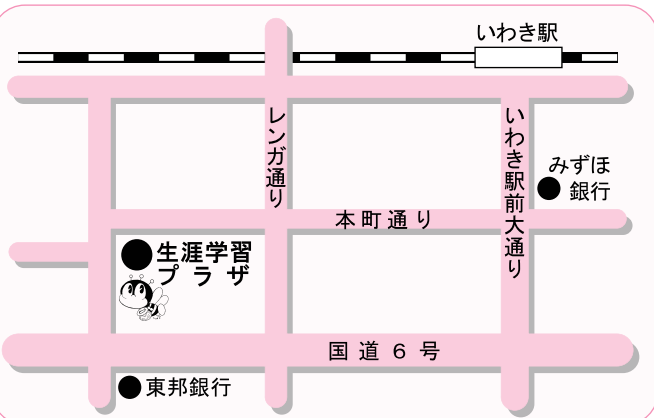 いわき駅
レンガ通り
いわき駅前大通り
みずほ
銀行
本町通り
生涯学習
プラザ
国道6号
東邦銀行